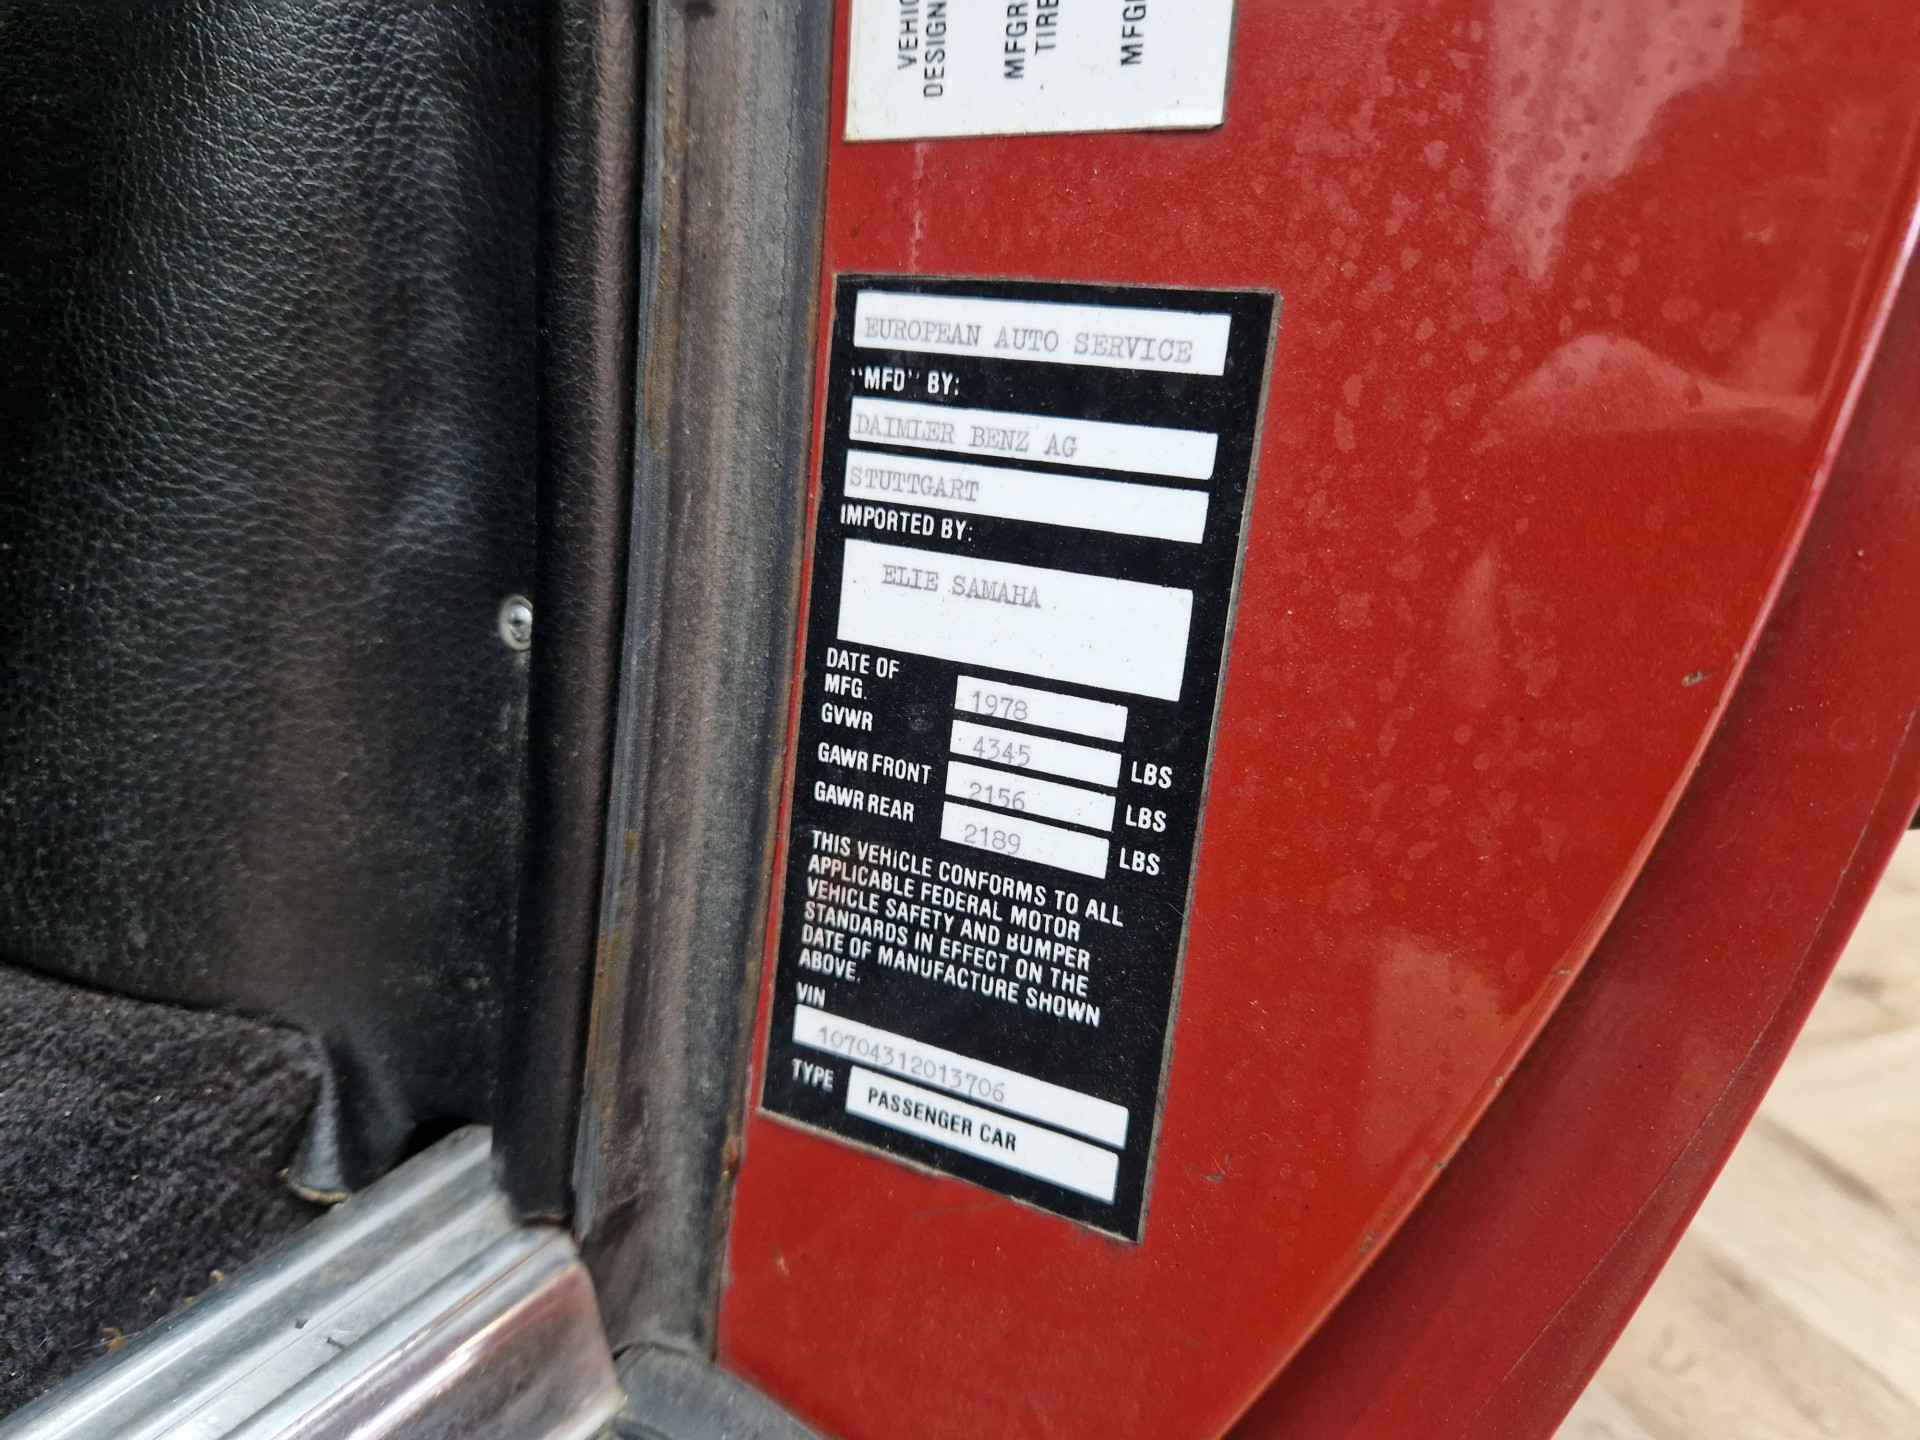 VEHIC
DESIGN
MFGR
TIRE
MFGR
EUROPEAN AUTO SERVICE
"MFD" BY:
DAIMLER BENZ AG
STUTTGART
IMPORTED BY:
ELIE SAMAHA
DATE OF
MFG. 1978
GVWR 4345 LBS
GAWR FRONT 2156 LBS
GAWR REAR 2189 LBS
THIS VEHICLE CONFORMS TO ALL
APPLICABLE FEDERAL MOTOR
VEHICLE SAFETY AND BUMPER
STANDARDS IN EFFECT ON THE
DATE OF MANUFACTURE SHOWN
ABOVE.
VIN
10704312013706
TYPE PASSENGER CAR